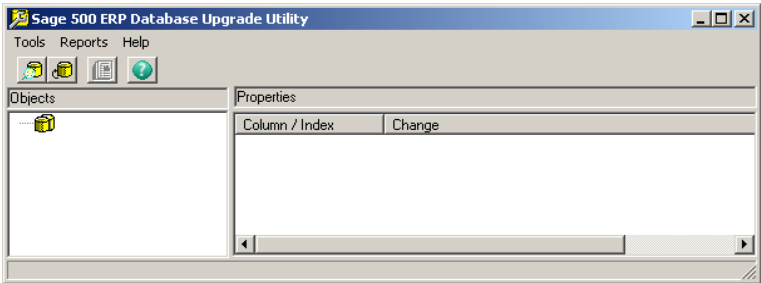 Sage 500 ERP Database Upgrade Utility
Tools Reports Help
Objects Properties
Column / Index Change